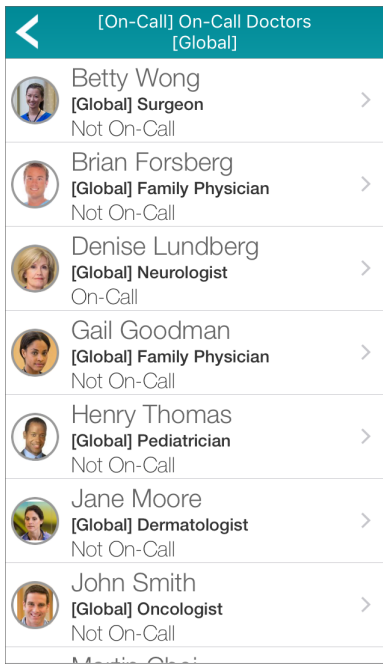 [On-Call] On-Call Doctors
[Global]
Betty Wong
[Global] Surgeon
Not On-Call
Brian Forsberg
[Global] Family Physician
Not On-Call
Denise Lundberg
[Global] Neurologist
On-Call
Gail Goodman
[Global] Family Physician
Not On-Call
Henry Thomas
[Global] Pediatrician
Not On-Call
Jane Moore
[Global] Dermatologist
Not On-Call
John Smith
[Global] Oncologist
Not On-Call